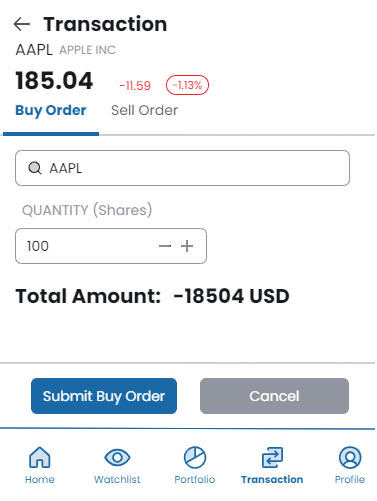 Transaction
AAPL APPLE INC
185.04 -11.59 -1.13%
Buy Order Sell Order
AAPL
QUANTITY (Shares)
100
Total Amount: -18504 USD
Submit Buy Order Cancel
Home Watchlist Portfolio Transaction Profile